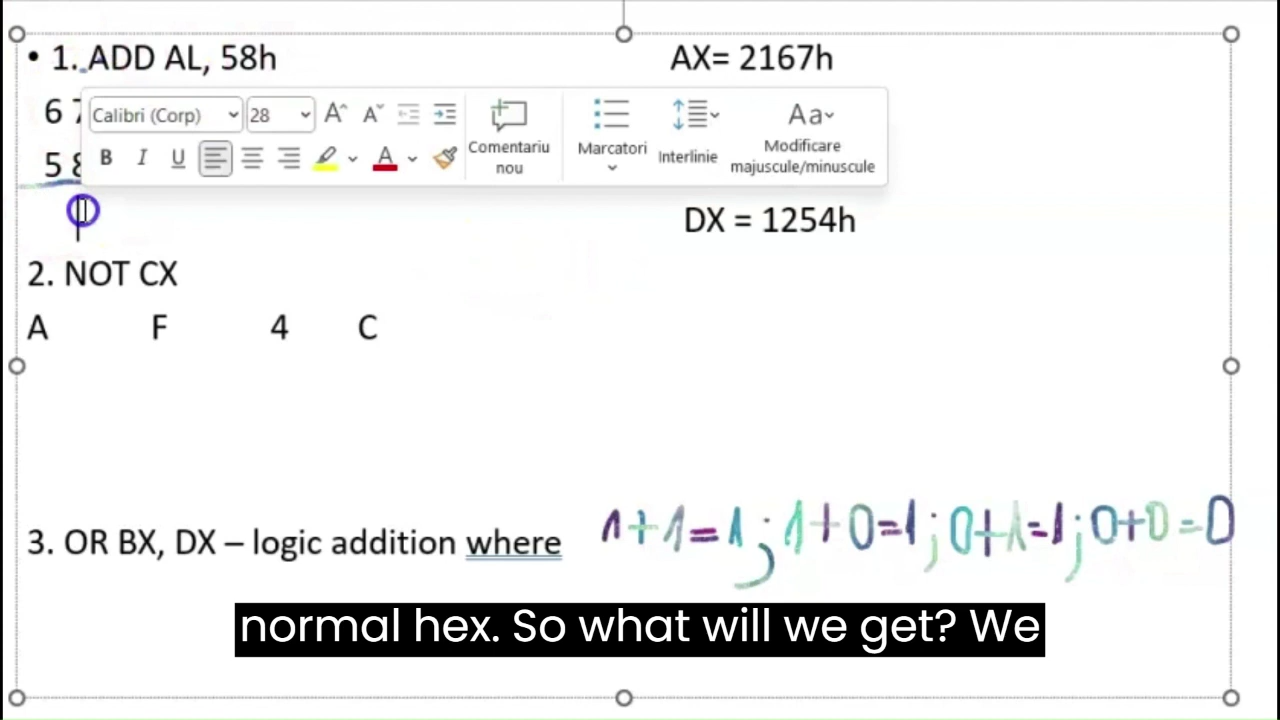 • 1. ADD AL, 58h
AX= 2167h
6 7
Calibri (Corp)
28
A^ A˅
Comentariu
nou
Marcatori
Interlinie
Aa
Modificare
majuscule/minuscule
5 8
B I U
A
DX = 1254h
2. NOT CX
A F 4 C
3. OR BX, DX – logic addition where 1+1=1; 1+0=1; 0+1=1; 0+0=0
normal hex. So what will we get? We